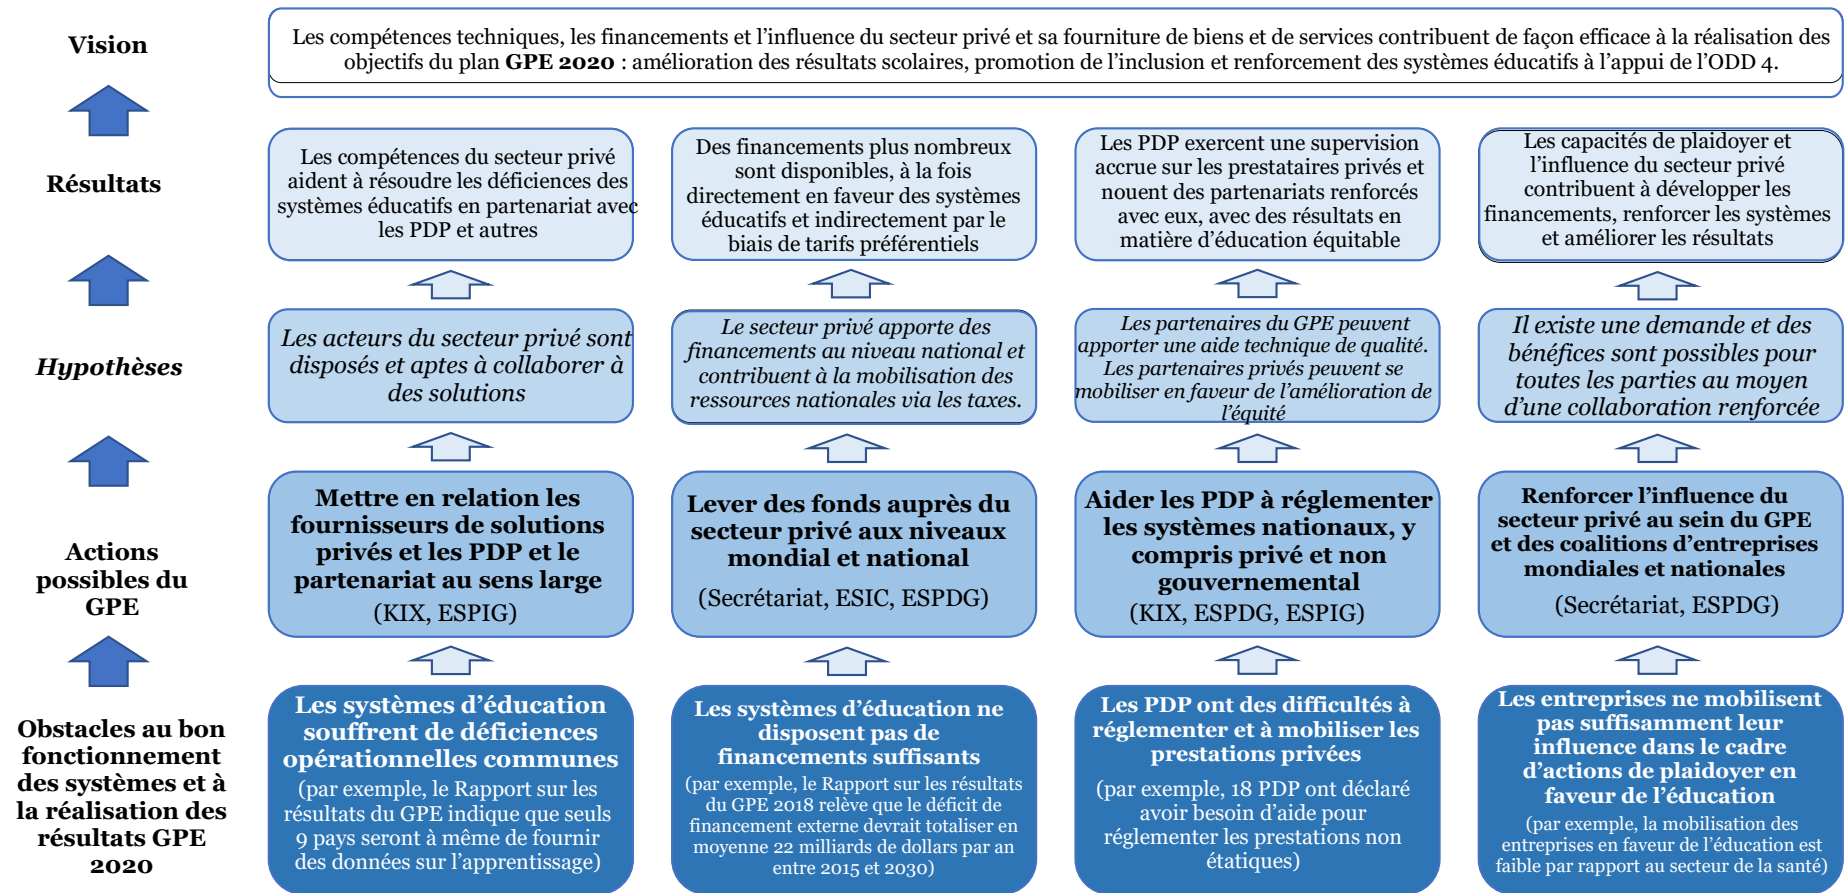 Vision
Les compétences techniques, les financements et l’influence du secteur privé et sa fourniture de biens et de services contribuent de façon efficace à la réalisation des
objectifs du plan GPE 2020 : amélioration des résultats scolaires, promotion de l’inclusion et renforcement des systèmes éducatifs à l’appui de l’ODD 4.
Résultats
Les compétences du secteur privé
aident à résoudre les déficiences des
systèmes éducatifs en partenariat avec
les PDP et autres
Des financements plus nombreux
sont disponibles, à la fois
directement en faveur des systèmes
éducatifs et indirectement par le
biais de tarifs préférentiels
Les PDP exercent une supervision
accrue sur les prestataires privés et
nouent des partenariats renforcés
avec eux, avec des résultats en
matière d’éducation équitable
Les capacités de plaidoyer et
l’influence du secteur privé
contribuent à développer les
financements, renforcer les systèmes
et améliorer les résultats
Hypothèses
Les acteurs du secteur privé sont
disposés et aptes à collaborer à
des solutions
Le secteur privé apporte des
financements au niveau national et
contribuent à la mobilisation des
ressources nationales via les taxes.
Les partenaires du GPE peuvent
apporter une aide technique de qualité.
Les partenaires privés peuvent se
mobiliser en faveur de l’amélioration de
l’équité
Il existe une demande et des
bénéfices sont possibles pour
toutes les parties au moyen
d’une collaboration renforcée
Actions
possibles du
GPE
Mettre en relation les
fournisseurs de solutions
privés et les PDP et le
partenariat au sens large
(KIX, ESPIG)
Lever des fonds auprès du
secteur privé aux niveaux
mondial et national
(Secrétariat, ESIC, ESPDG)
Aider les PDP à réglementer
les systèmes nationaux, y
compris privé et non
gouvernemental
(KIX, ESPDG, ESPIG)
Renforcer l’influence du
secteur privé au sein du GPE
et des coalitions d’entreprises
mondiales et nationales
(Secrétariat, ESPDG)
Obstacles au bon
fonctionnement
des systèmes et à
la réalisation des
résultats GPE
2020
Les systèmes d’éducation
souffrent de déficiences
opérationnelles communes
(par exemple, le Rapport sur les
résultats du GPE indique que seuls
9 pays seront à même de fournir
des données sur l’apprentissage)
Les systèmes d’éducation ne
disposent pas de
financements suffisants
(par exemple, le Rapport sur les résultats
du GPE 2018 relève que le déficit de
financement externe devrait totaliser en
moyenne 22 milliards de dollars par an
entre 2015 et 2030)
Les PDP ont des difficultés à
réglementer et à mobiliser les
prestations privées
(par exemple, 18 PDP ont déclaré
avoir besoin d’aide pour
réglementer les prestations non
étatiques)
Les entreprises ne mobilisent
pas suffisamment leur
influence dans le cadre
d’actions de plaidoyer en
faveur de l’éducation
(par exemple, la mobilisation des
entreprises en faveur de l’éducation est
faible par rapport au secteur de la santé)